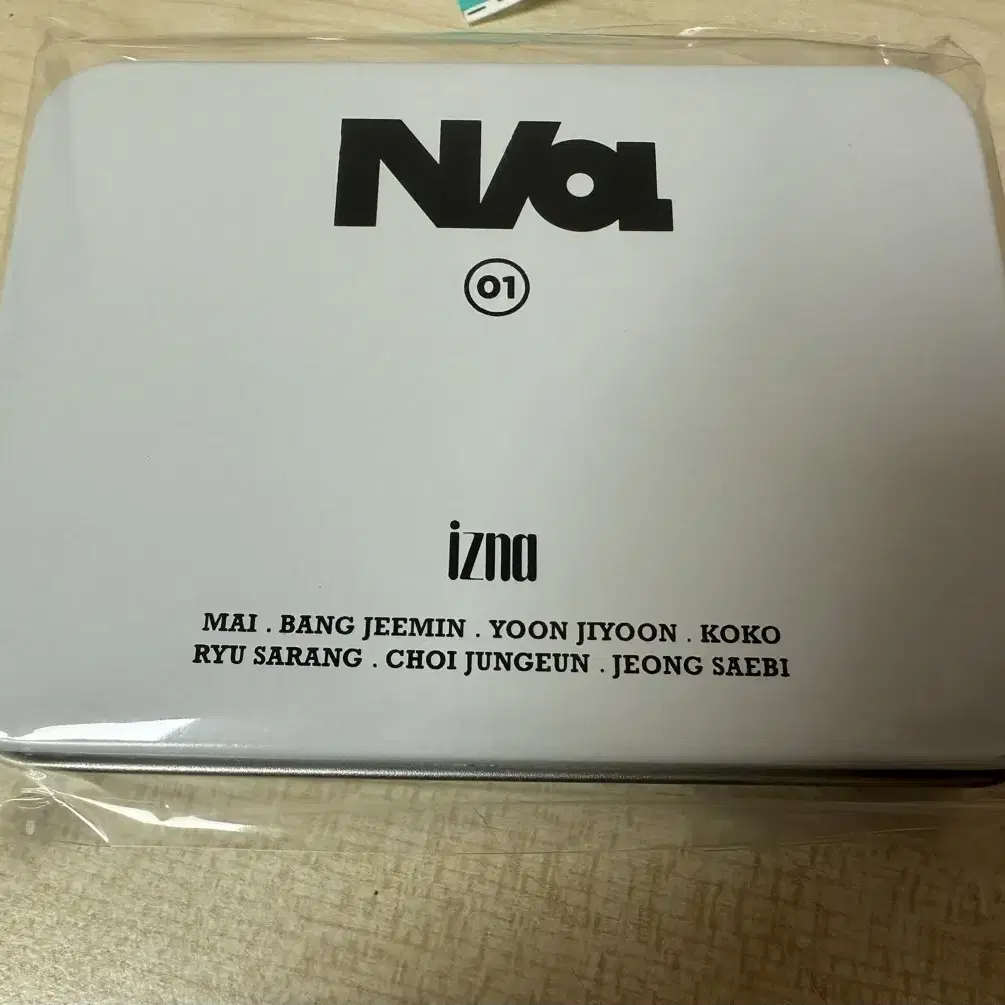 N/a
01
izna
MAI . BANG JEEMIN . YOON JIYOON . KOKO
RYU SARANG . CHOI JUNGEUN . JEONG SAEBI